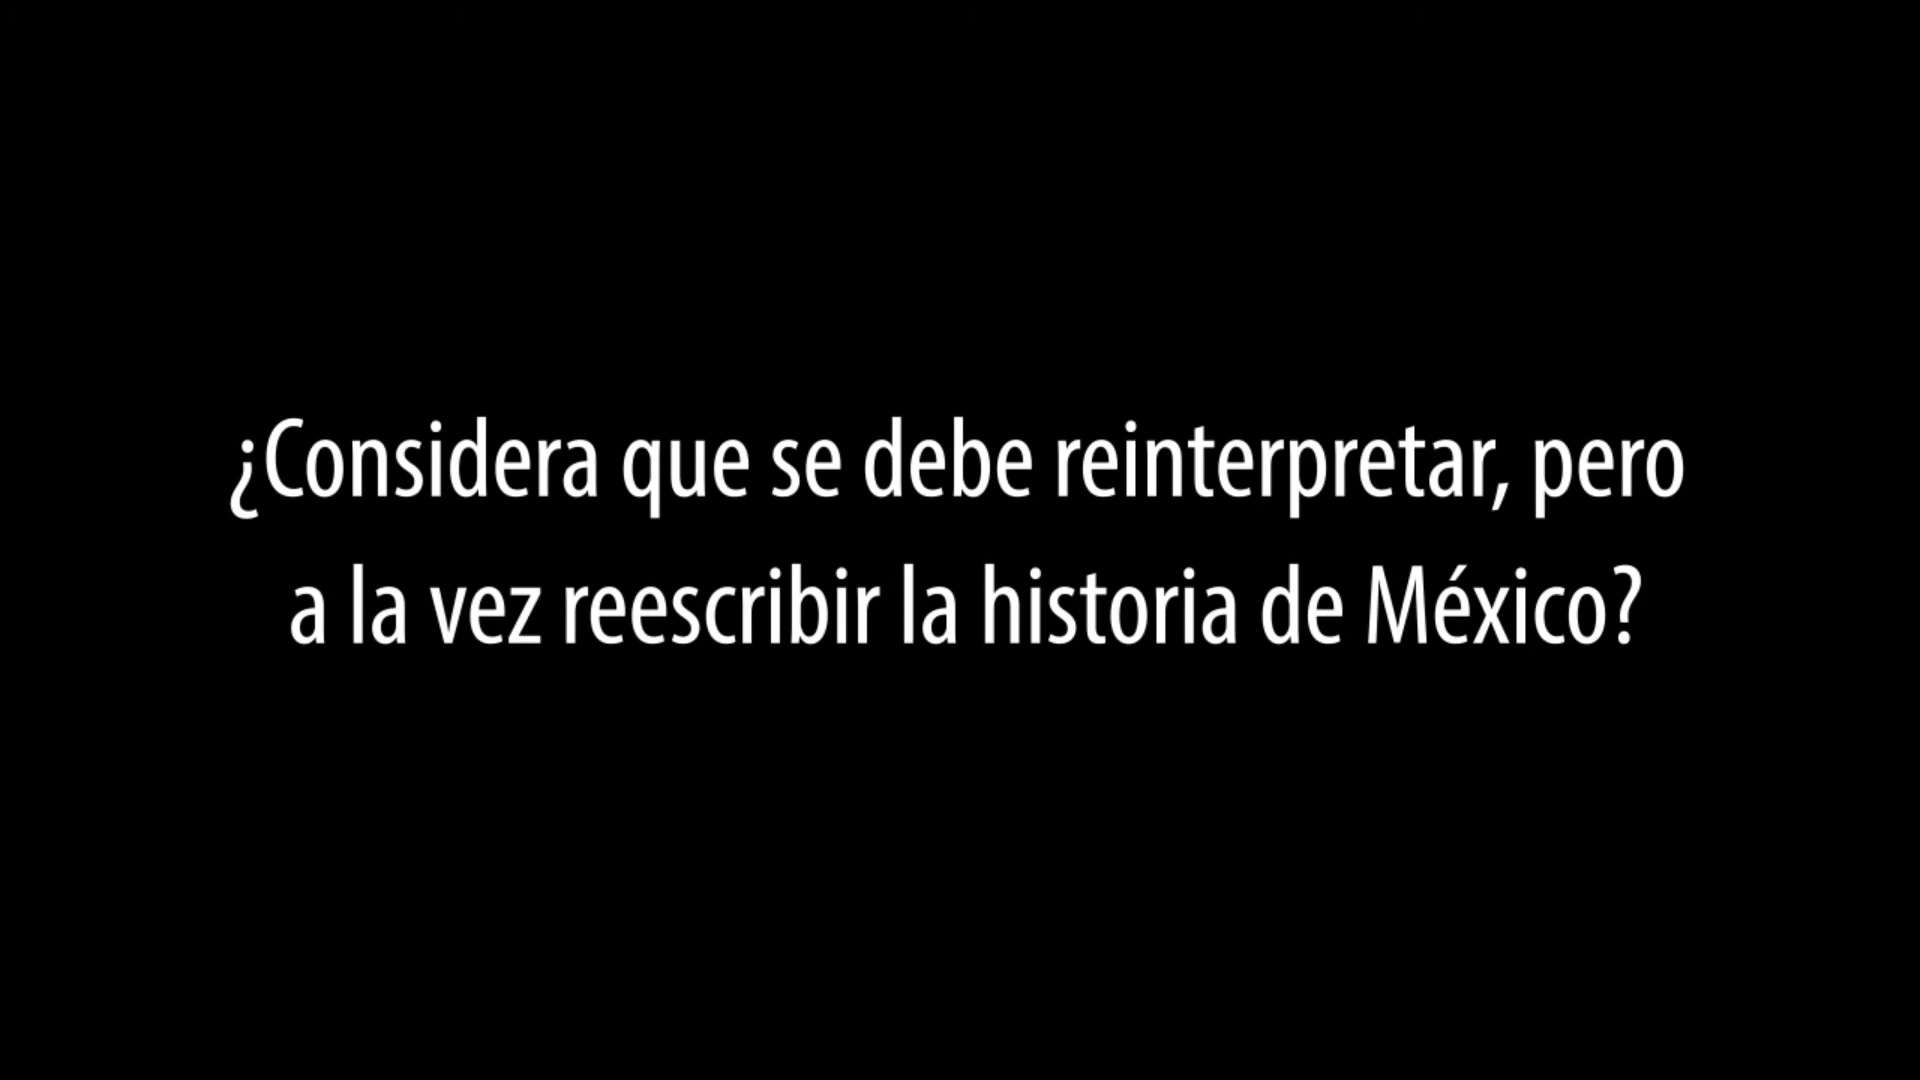 ¿Considera que se debe reinterpretar, pero
a la vez reescribir la historia de México?